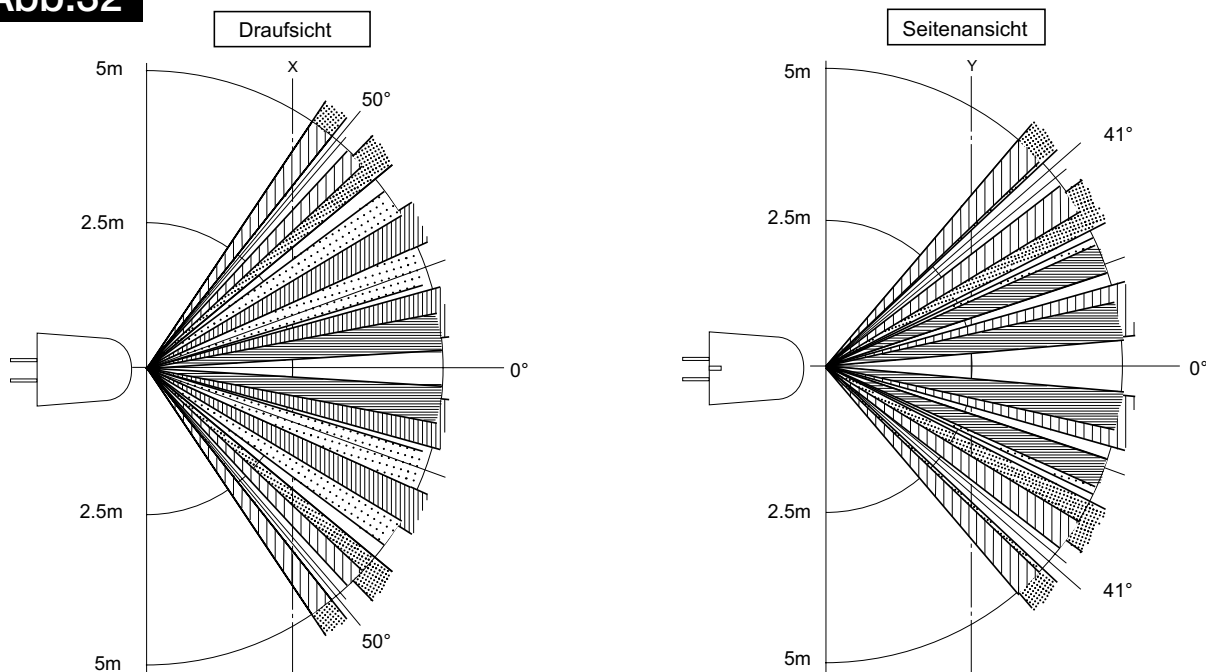 Abb.32
Draufsicht
5m
X
50°
2.5m
0°
2.5m
50°
5m
Seitenansicht
5m
Y
41°
2.5m
0°
2.5m
41°
5m